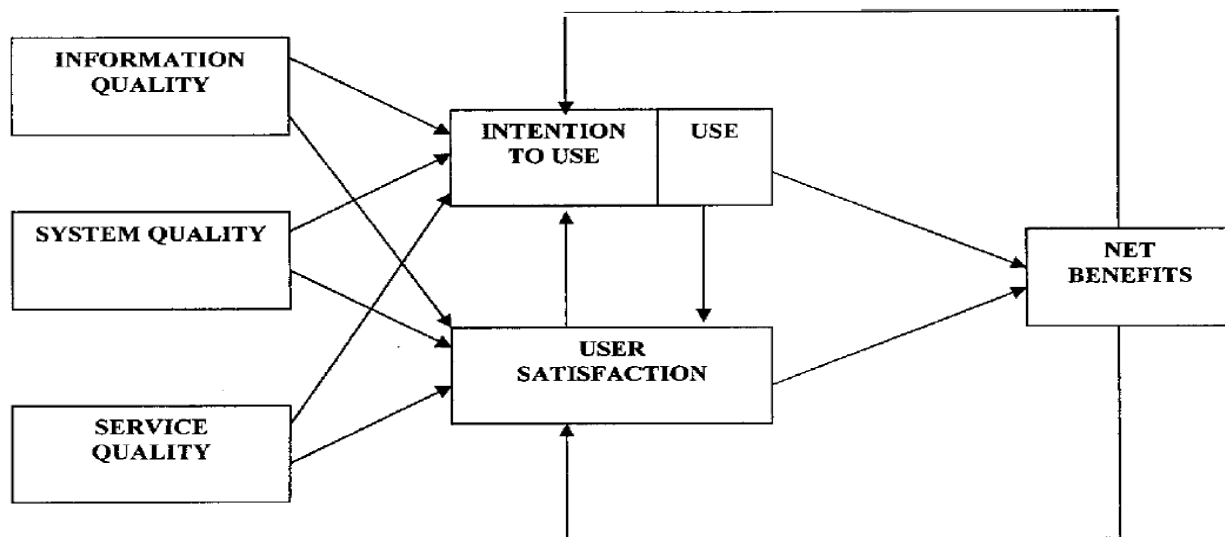 INFORMATION
QUALITY
INTENTION
TO USE
USE
SYSTEM QUALITY
NET
BENEFITS
USER
SATISFACTION
SERVICE
QUALITY